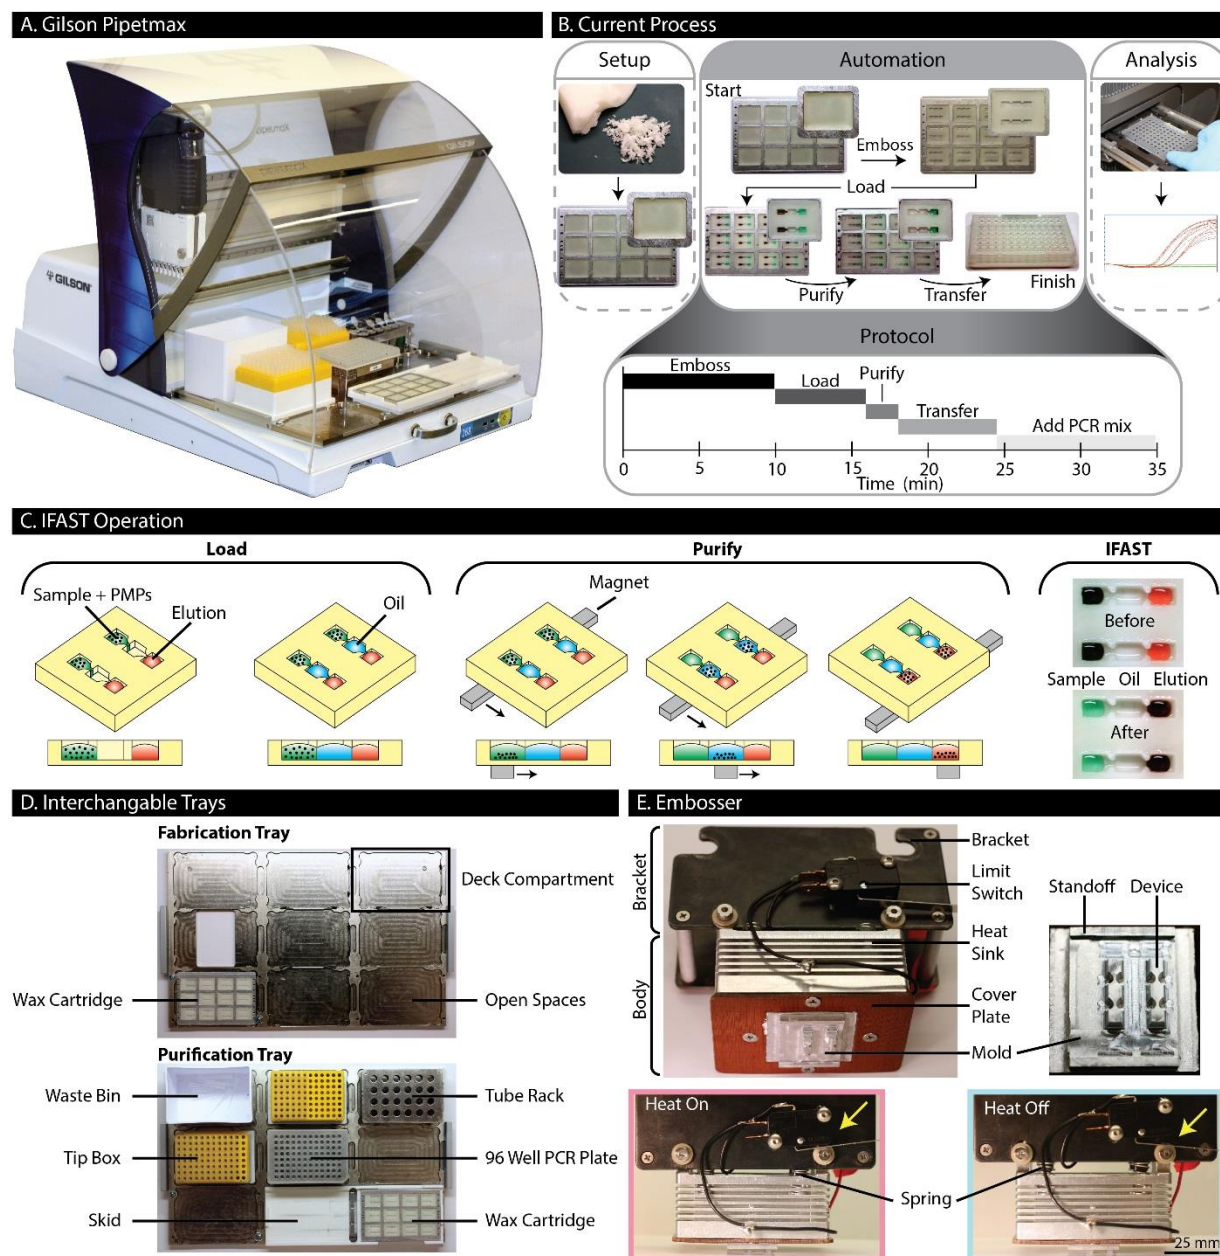 A. Gilson Pipetmax
GILSON
B. Current Process
Setup
Automation
Analysis
Start
Emboss
Load
Purify
Transfer
Finish
Protocol
Emboss
Load
Purify
Transfer
Add PCR mix
0 5 10 15 20 25 30 35
Time (min)
C. IFAST Operation
Load
Purify
IFAST
Sample + PMPs
Elution
Oil
Magnet
Before
Sample Oil Elution
After
D. Interchangable Trays
Fabrication Tray
Deck Compartment
Wax Cartridge
Open Spaces
Purification Tray
Waste Bin
Tube Rack
Tip Box
96 Well PCR Plate
Skid
Wax Cartridge
E. Embosser
Bracket
Body
Bracket
Limit
Switch
Heat
Sink
Cover
Plate
Mold
Standoff
Device
Heat On
Heat Off
Spring
25 mm